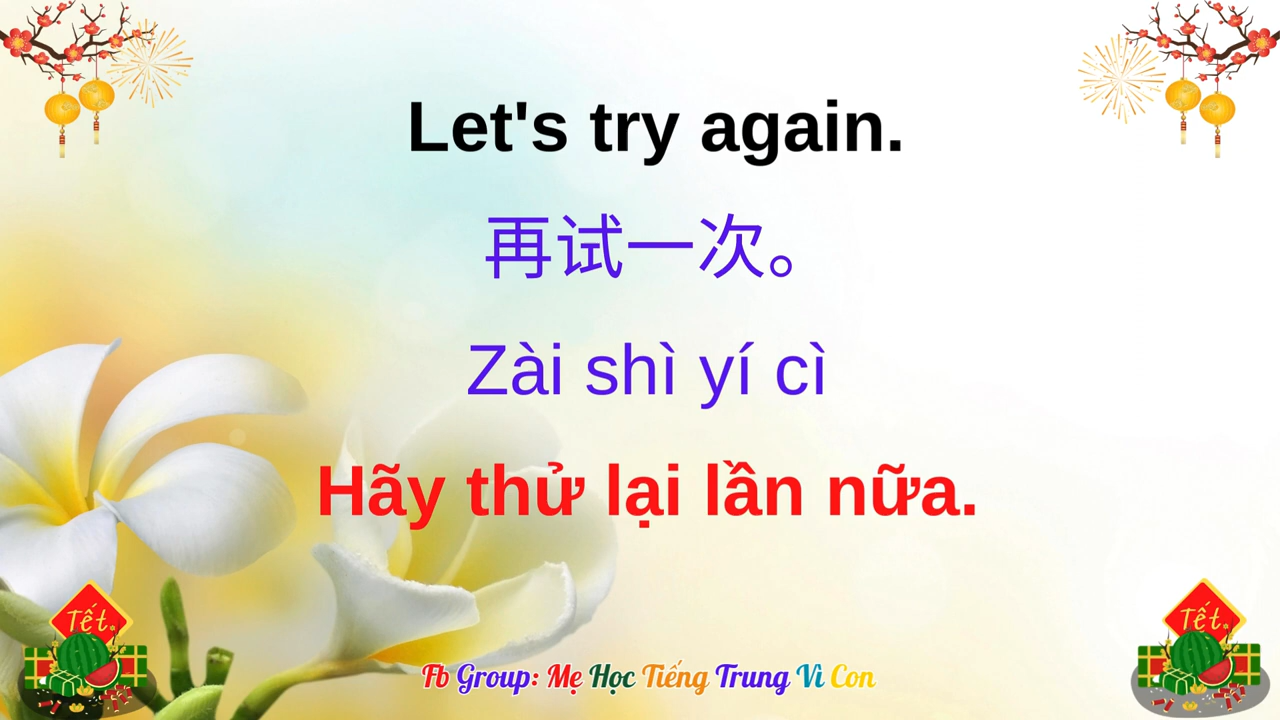 Let's try again.
再试一次。
Zài shì yí cì
Hãy thử lại lần nữa.
Tết
Tết
Fb Group: Mẹ Học Tiếng Trung Vì Con